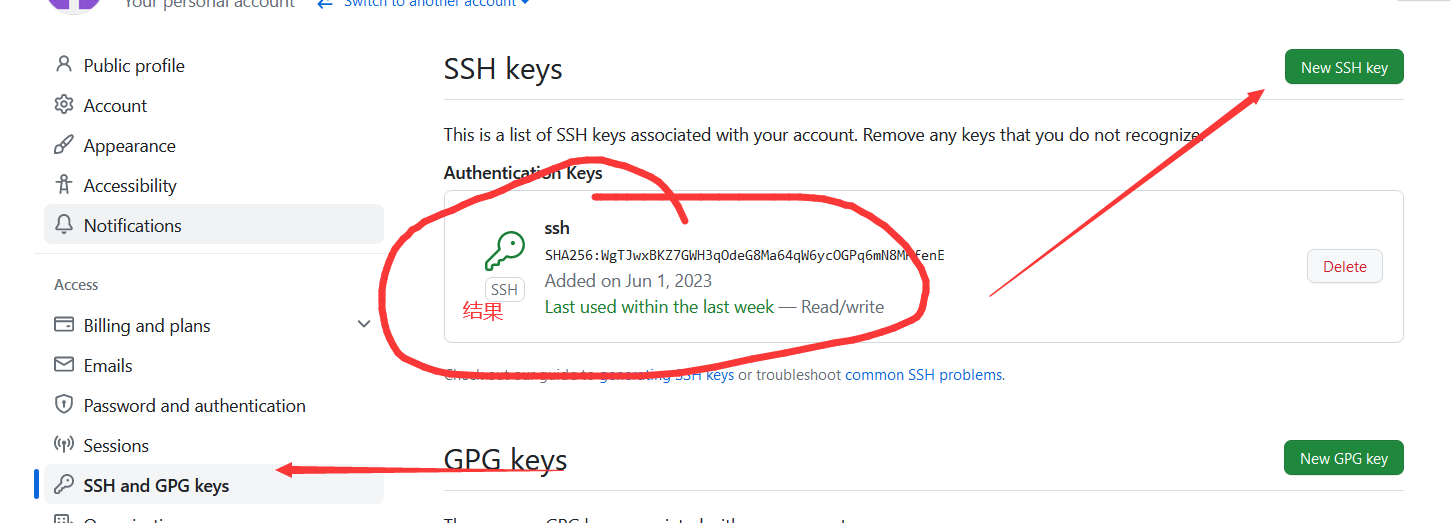 Your personal account
Switch to another account
Public profile
Account
Appearance
Accessibility
Notifications
Access
Billing and plans
Emails
Password and authentication
Sessions
SSH and GPG keys
SSH keys
New SSH key
This is a list of SSH keys associated with your account. Remove any keys that you do not recognize.
Authentication Keys
ssh
Added on Jun 1, 2023
SSH
Last used within the last week — Read/write
结果
Delete
Check out our guide to generating SSH keys or troubleshoot common SSH problems.
GPG keys
New GPG key